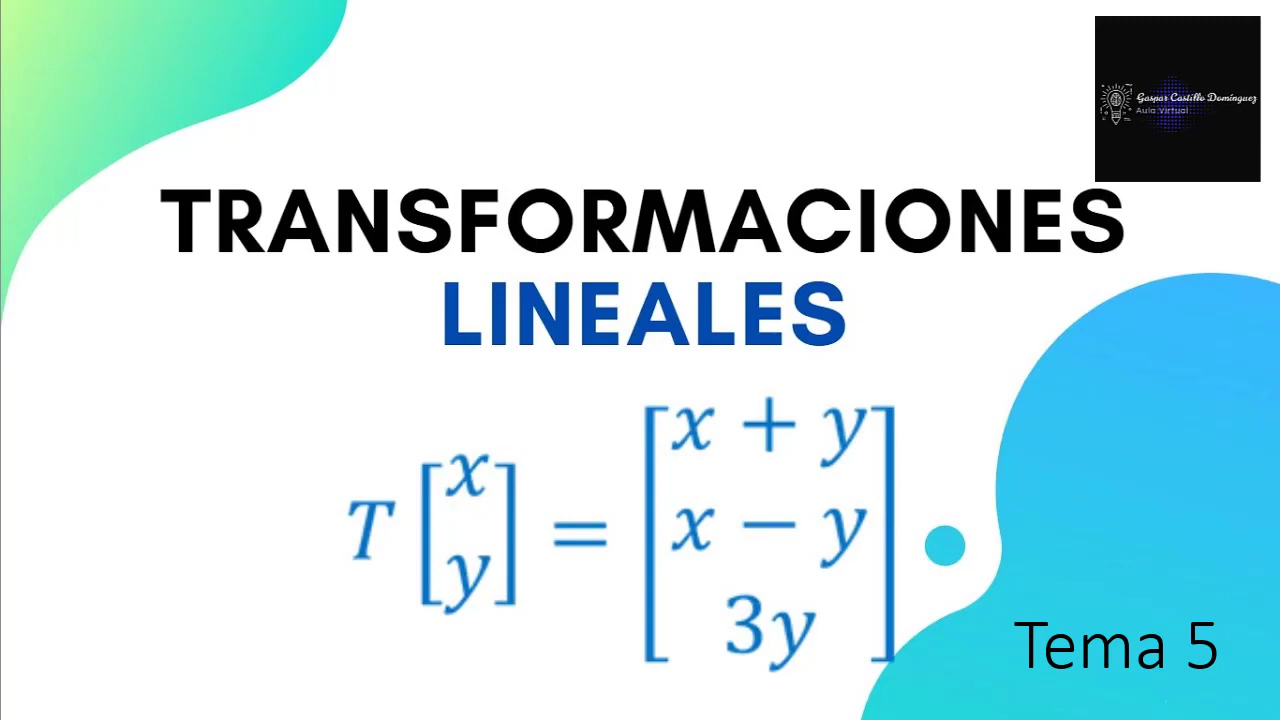 Gaspar Castillo Domínguez
Aula Virtual
TRANSFORMACIONES
LINEALES
T [x y] = [x + y x − y 3y]
Tema 5